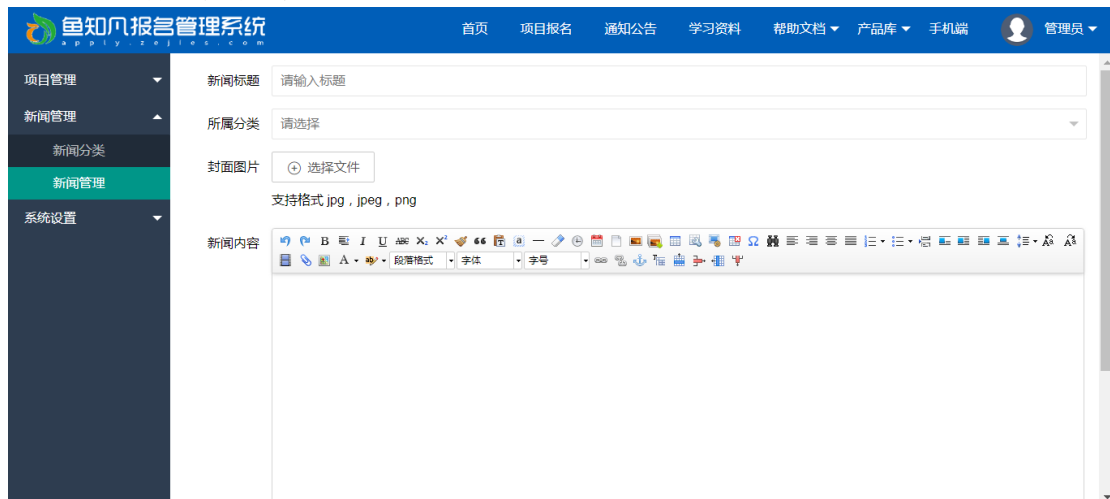 鱼知凡报名管理系统
apply.zejies.com
首页 项目报名 通知公告 学习资料 帮助文档 产品库 手机端 管理员
项目管理
新闻管理
新闻分类
新闻管理
系统设置
新闻标题 请输入标题
所属分类 请选择
封面图片 选择文件
支持格式 jpg，jpeg，png
新闻内容
B I U ABC X₂ X² a Ω
A ab 段落格式 字体 字号